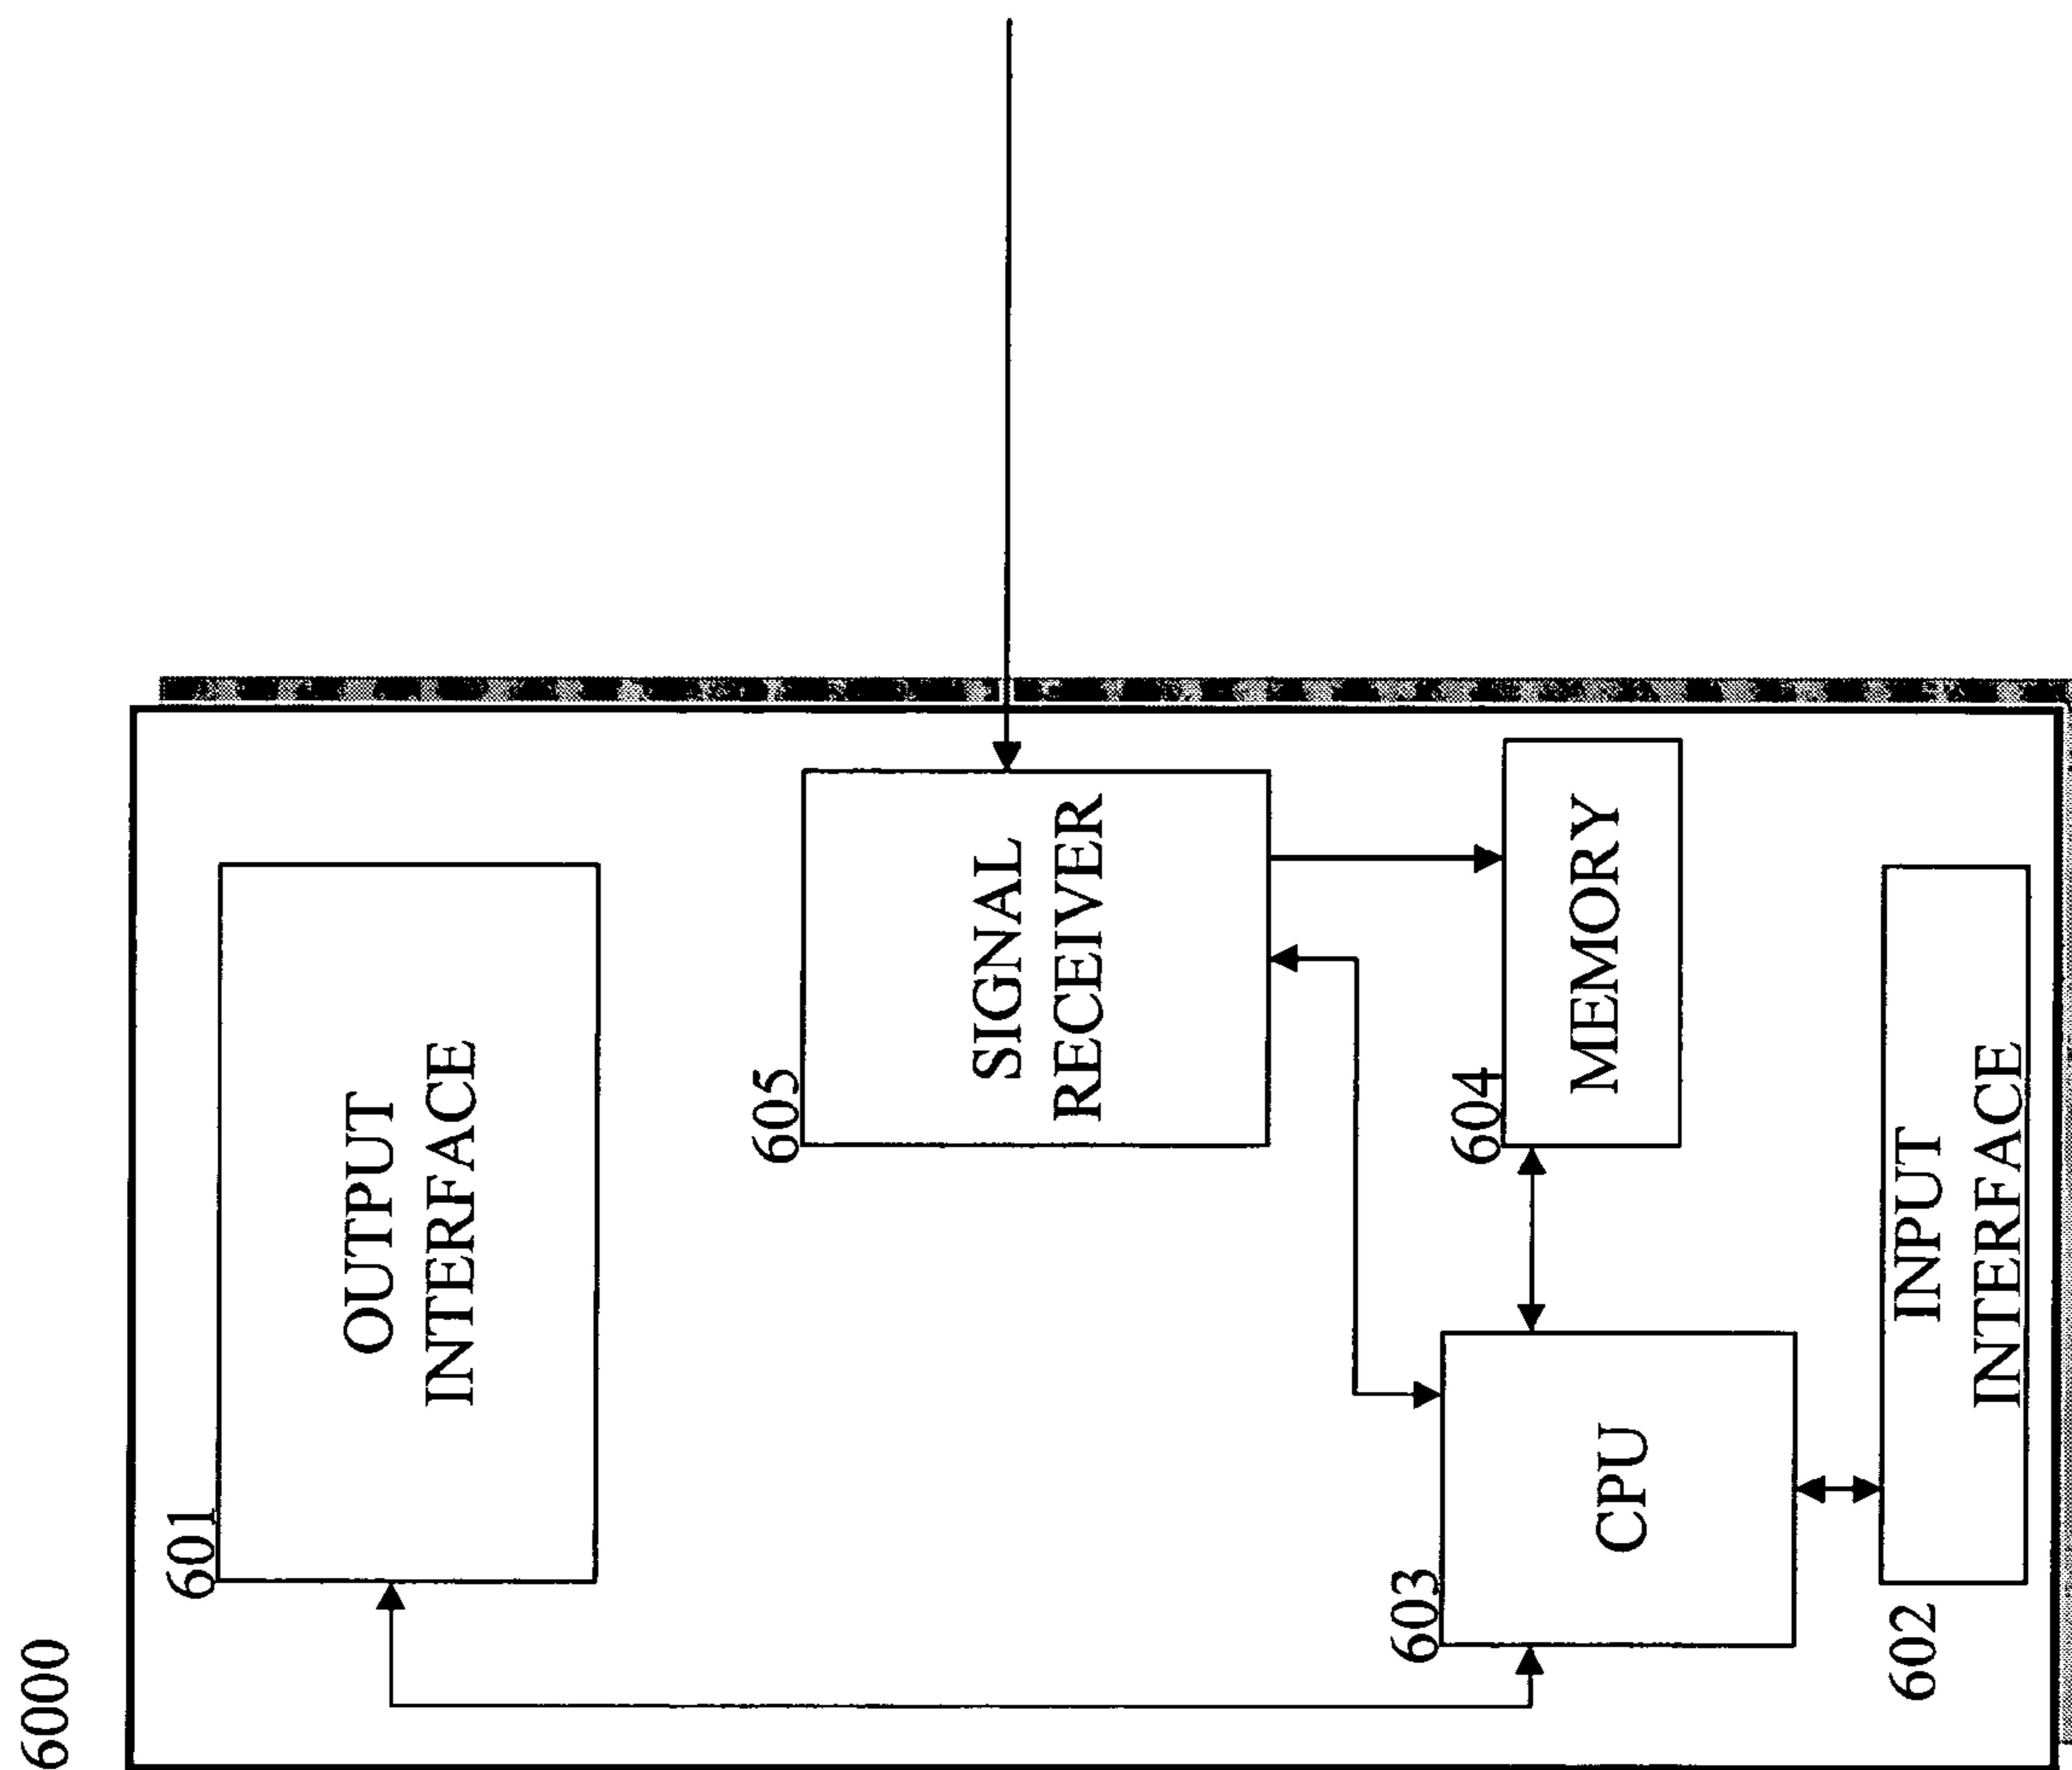 6000
601
OUTPUT
INTERFACE
605
SIGNAL
RECEIVER
604
MEMORY
603
CPU
602
INPUT
INTERFACE